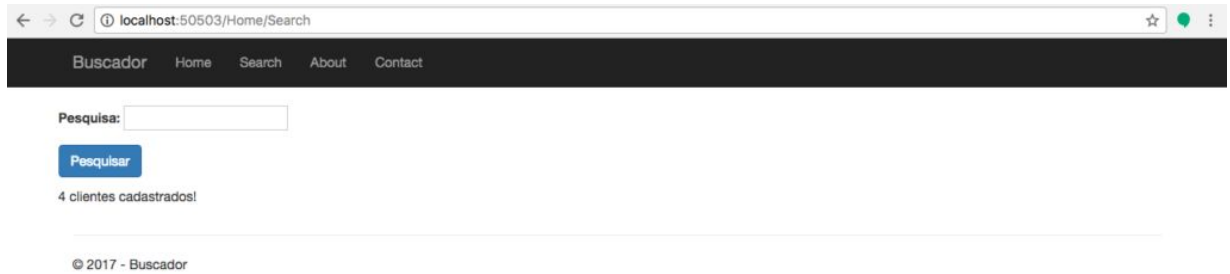 localhost:50503/Home/Search
Buscador Home Search About Contact
Pesquisa:
Pesquisar
4 clientes cadastrados!
© 2017 - Buscador